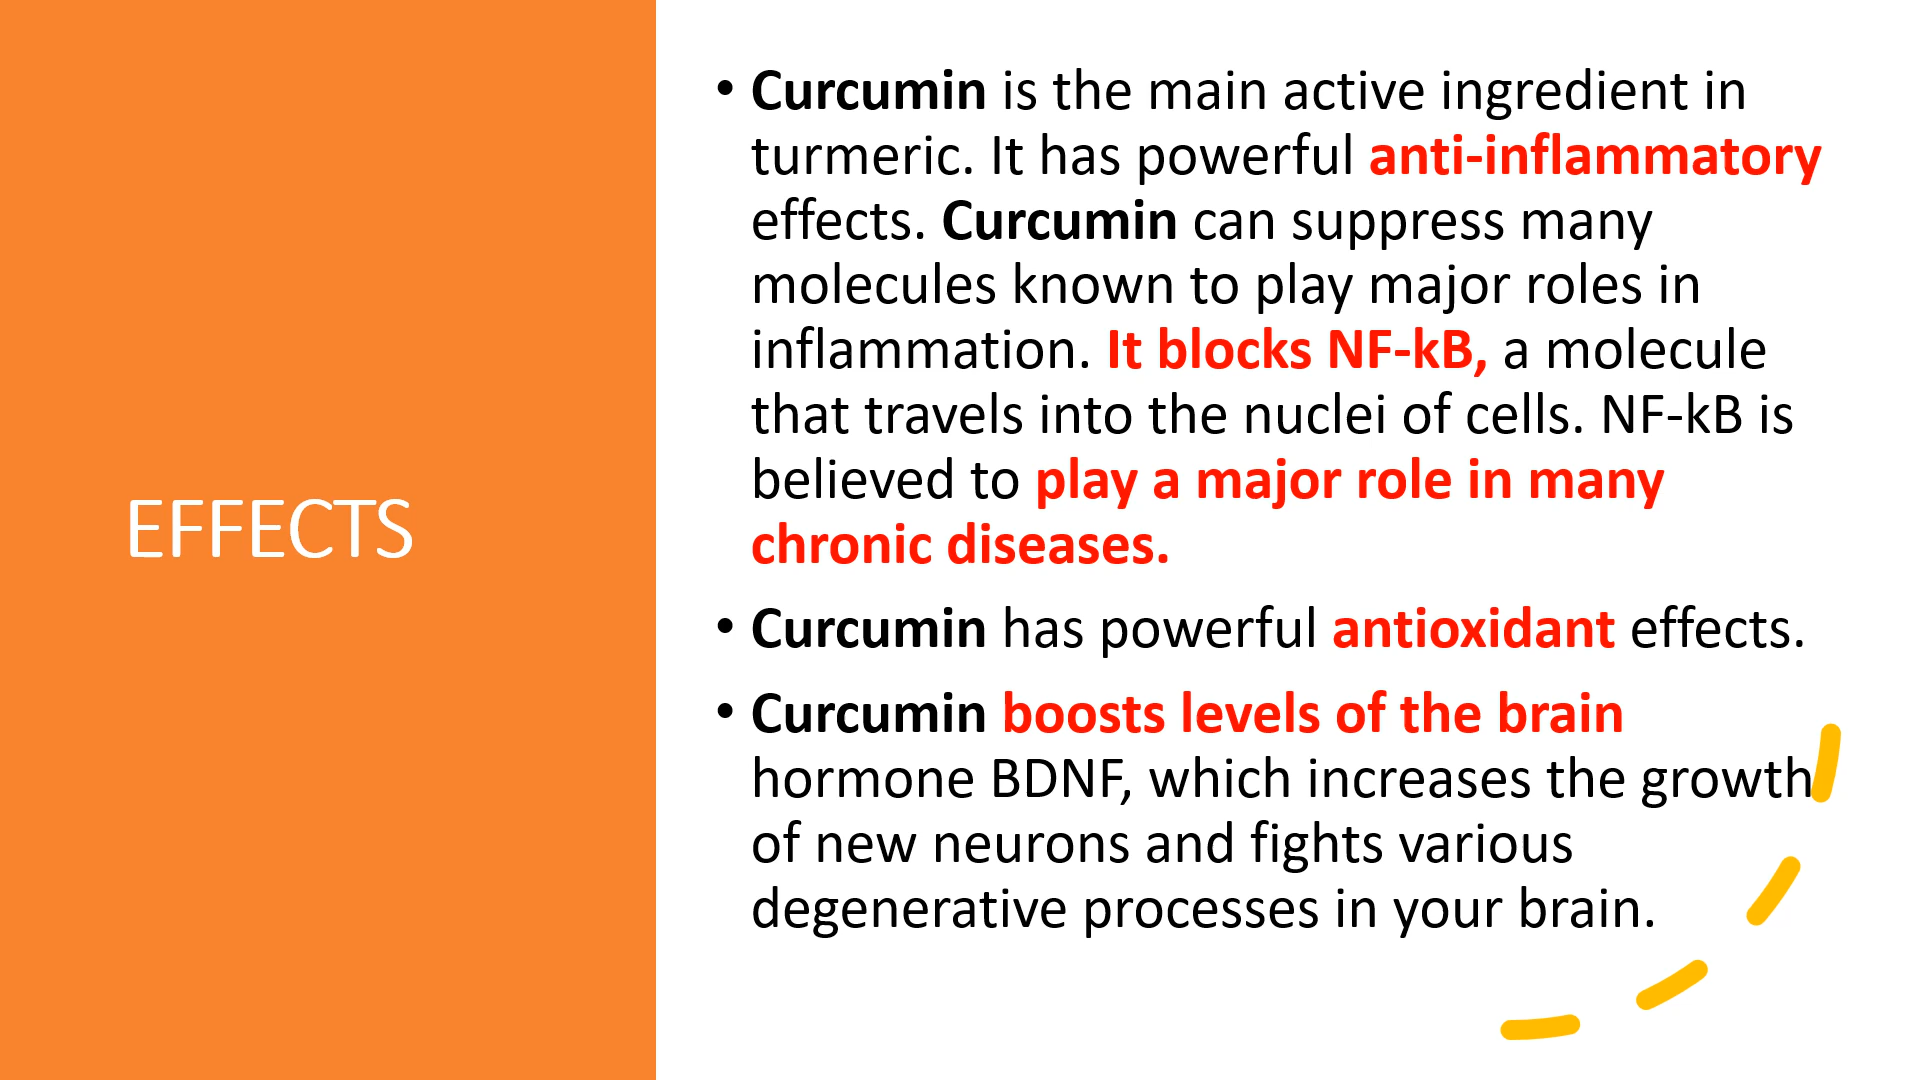 EFFECTS
• Curcumin is the main active ingredient in
turmeric. It has powerful anti-inflammatory
effects. Curcumin can suppress many
molecules known to play major roles in
inflammation. It blocks NF-kB, a molecule
that travels into the nuclei of cells. NF-kB is
believed to play a major role in many
chronic diseases.
• Curcumin has powerful antioxidant effects.
• Curcumin boosts levels of the brain
hormone BDNF, which increases the growth
of new neurons and fights various
degenerative processes in your brain.